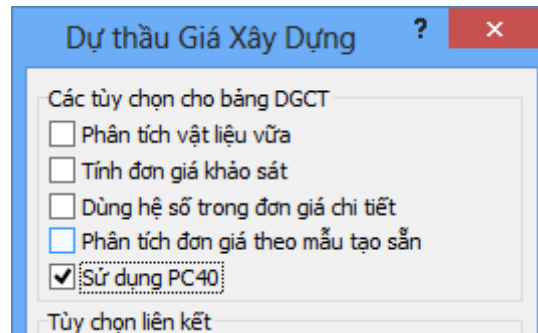 Dự thầu Giá Xây Dựng ? ×
Các tùy chọn cho bảng DGCT
Phân tích vật liệu vữa
Tính đơn giá khảo sát
Dùng hệ số trong đơn giá chi tiết
Phân tích đơn giá theo mẫu tạo sẵn
Sử dụng PC40
Tùy chọn liên kết